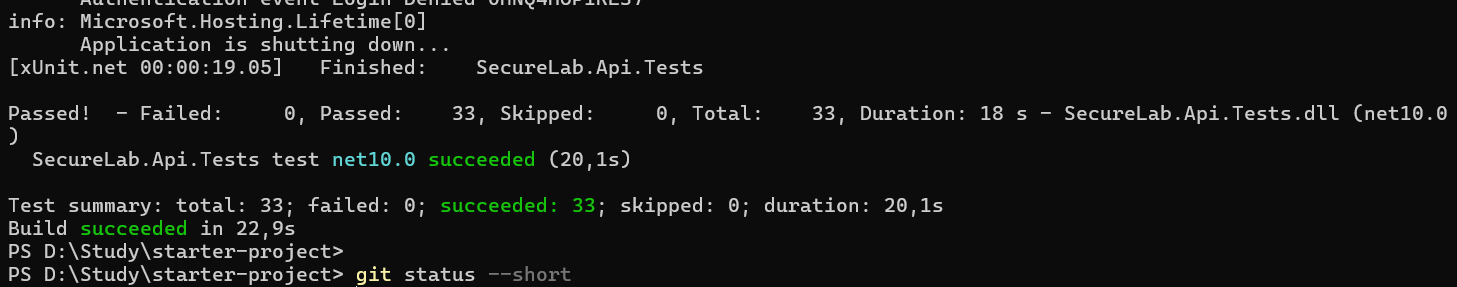 info: Microsoft.Hosting.Lifetime[0]
      Application is shutting down...
[xUnit.net 00:00:19.05]   Finished:    SecureLab.Api.Tests
Passed!  - Failed:     0, Passed:    33, Skipped:     0, Total:    33, Duration: 18 s - SecureLab.Api.Tests.dll (net10.0
)
  SecureLab.Api.Tests test net10.0 succeeded (20,1s)
Test summary: total: 33; failed: 0; succeeded: 33; skipped: 0; duration: 20,1s
Build succeeded in 22,9s
PS D:\Study\starter-project>
PS D:\Study\starter-project> git status --short